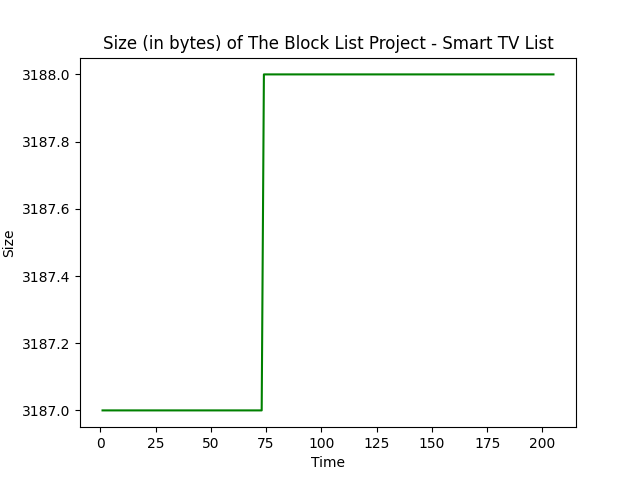 Size (in bytes) of The Block List Project - Smart TV List
3188.0
3187.8
3187.6
3187.4
3187.2
3187.0
Size
0 25 50 75 100 125 150 175 200
Time